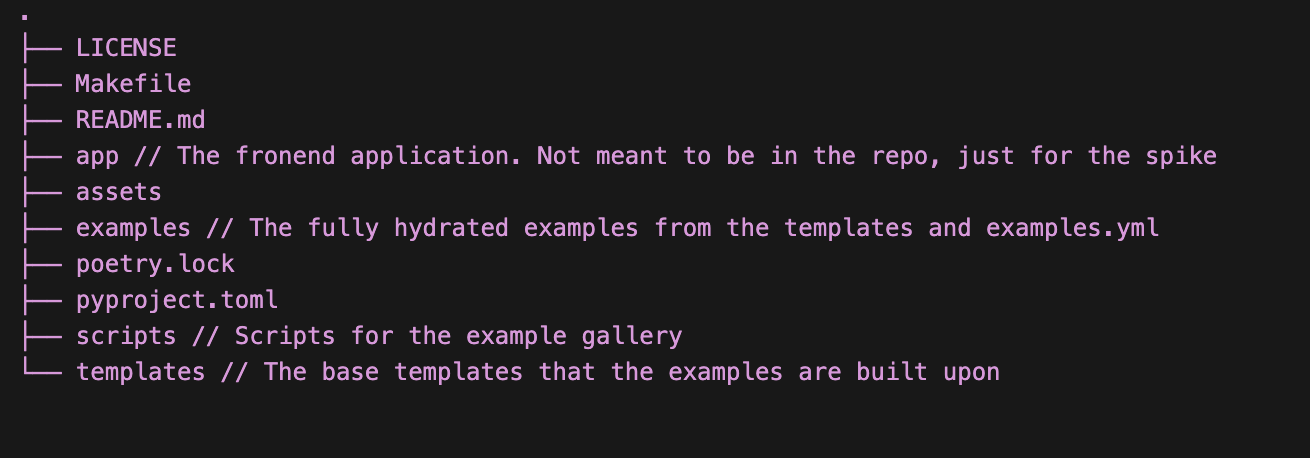 .
├── LICENSE
├── Makefile
├── README.md
├── app // The fronend application. Not meant to be in the repo, just for the spike
├── assets
├── examples // The fully hydrated examples from the templates and examples.yml
├── poetry.lock
├── pyproject.toml
├── scripts // Scripts for the example gallery
└── templates // The base templates that the examples are built upon